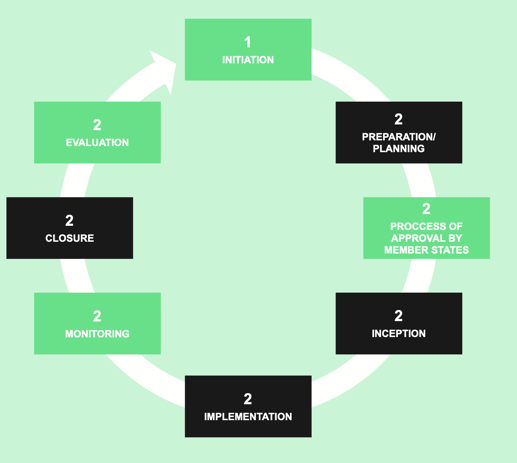 1
INITIATION
2
PREPARATION/
PLANNING
2
PROCCESS OF
APPROVAL BY
MEMBER STATES
2
INCEPTION
2
IMPLEMENTATION
2
MONITORING
2
CLOSURE
2
EVALUATION